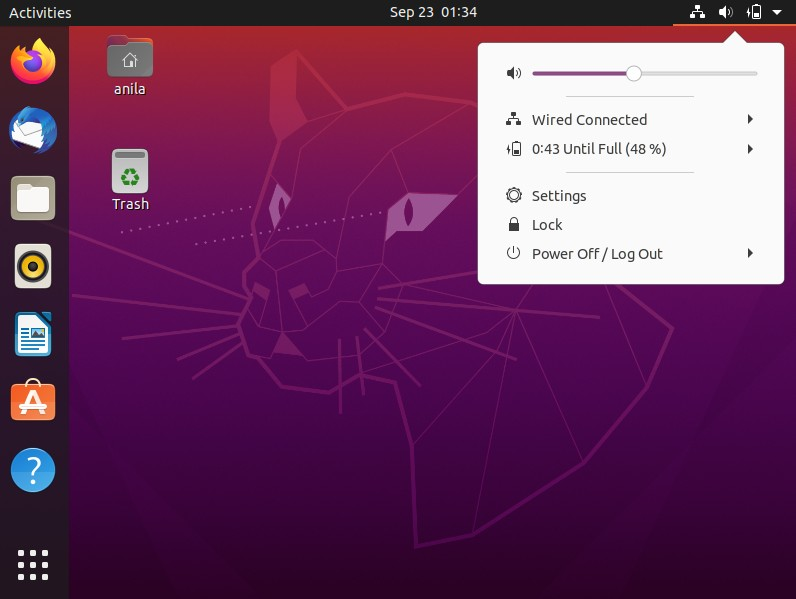 Activities
Sep 23 01:34
anila
Trash
Wired Connected
0:43 Until Full (48 %)
Settings
Lock
Power Off / Log Out